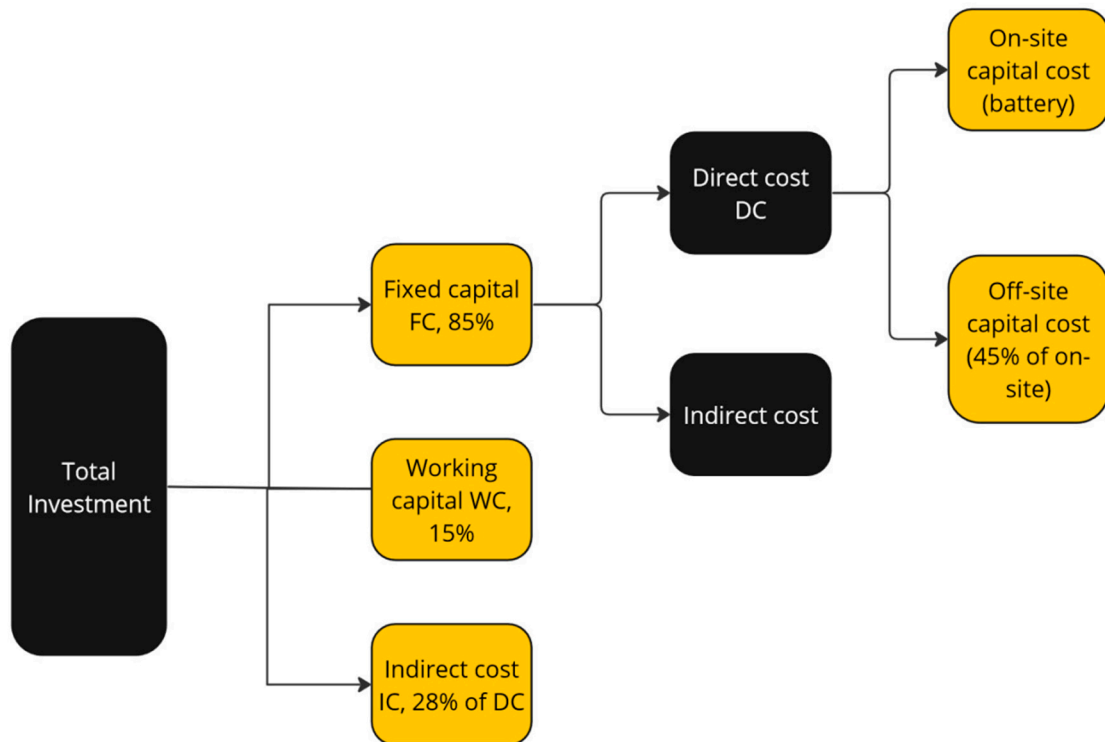 On-site
capital cost
(battery)
Direct cost
DC
Fixed capital
FC, 85%
Off-site
capital cost
(45% of on-
site)
Indirect cost
Total
Investment
Working
capital WC,
15%
Indirect cost
IC, 28% of DC